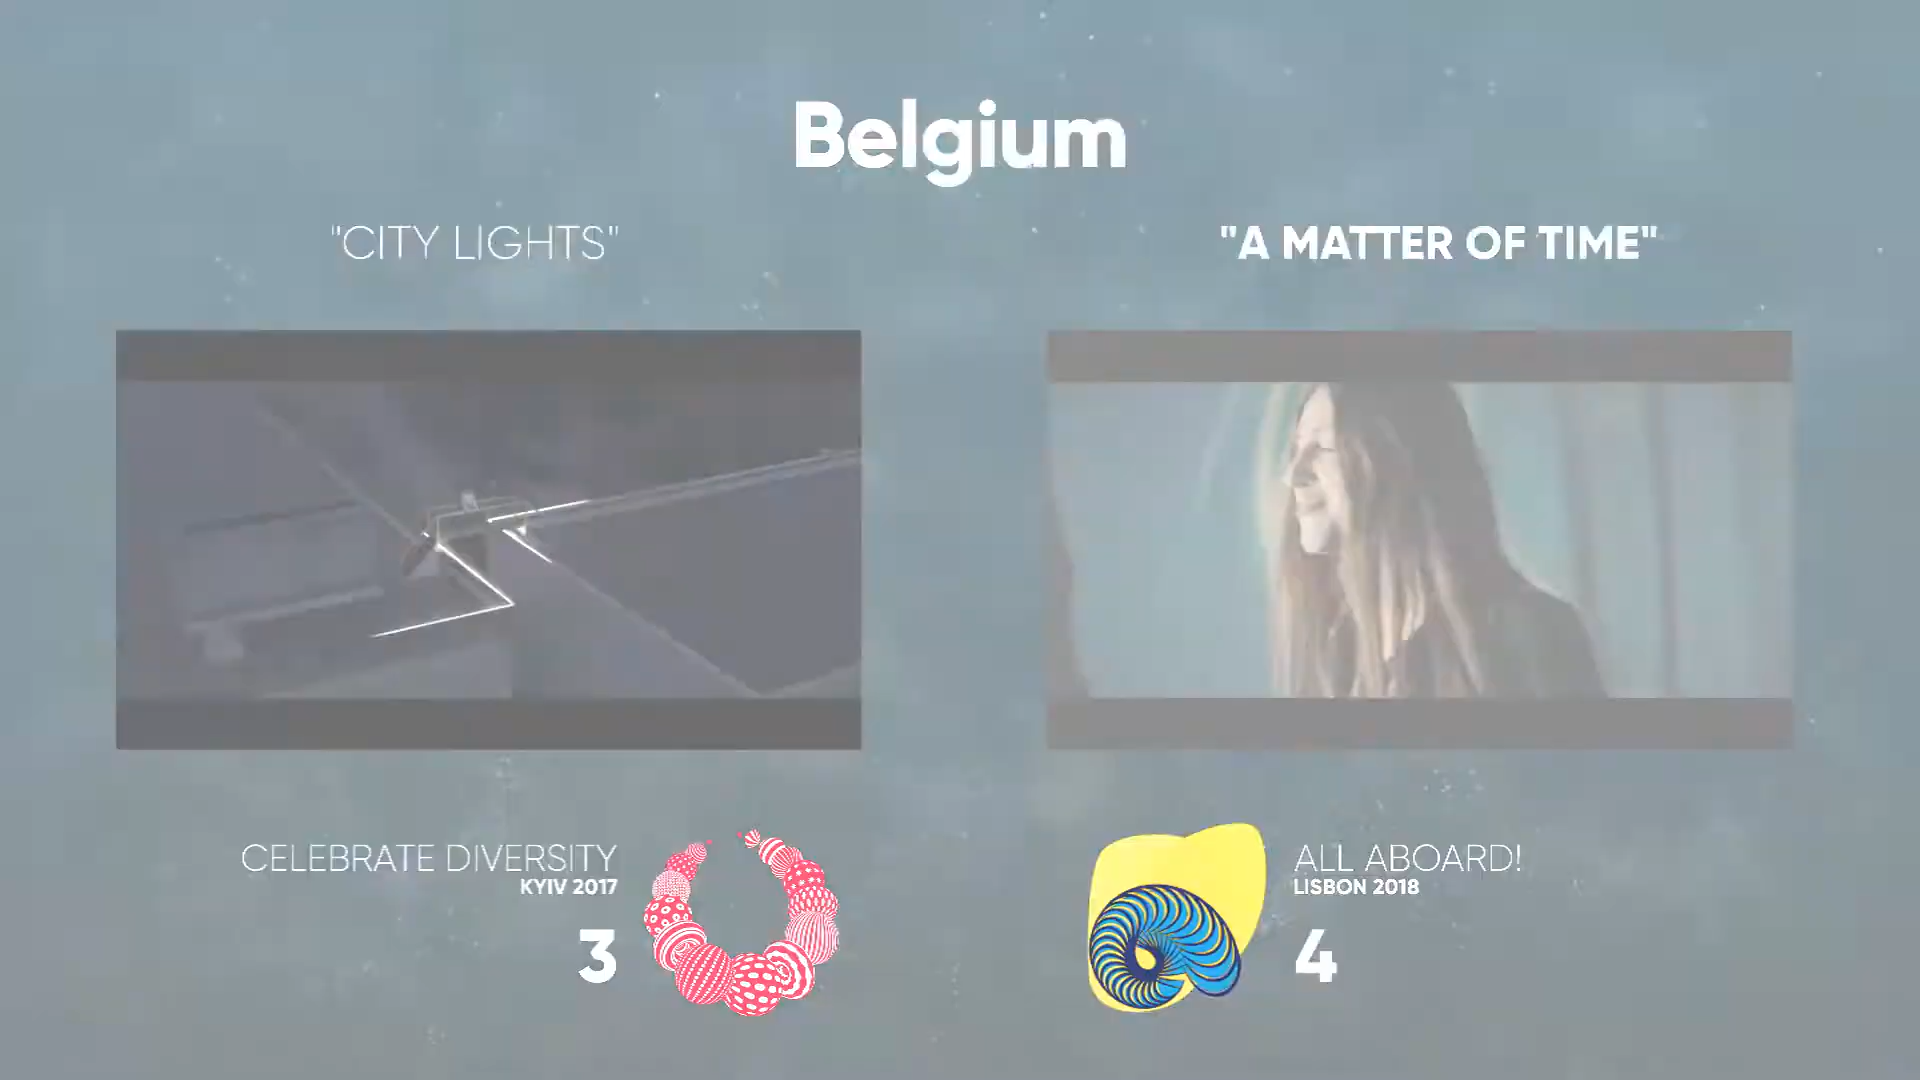 Belgium
"CITY LIGHTS"
"A MATTER OF TIME"
CELEBRATE DIVERSITY
KYIV 2017
3
ALL ABOARD!
LISBON 2018
4